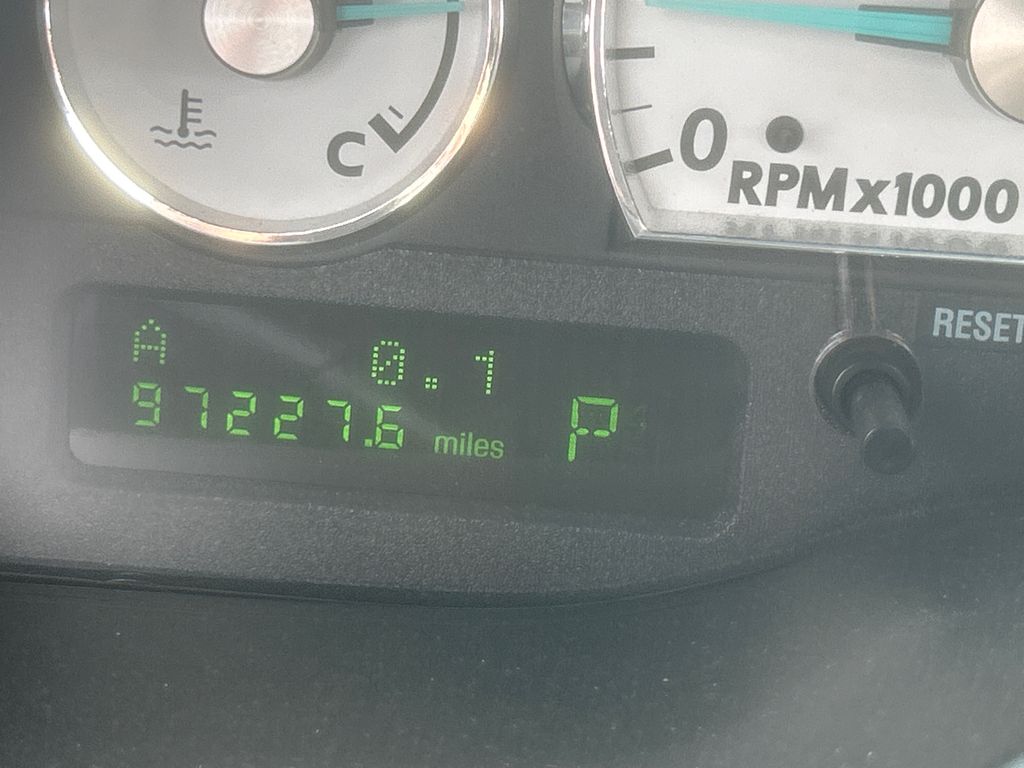 C
0
RPMx1000
RESET
A 0.1
97227.6 miles P